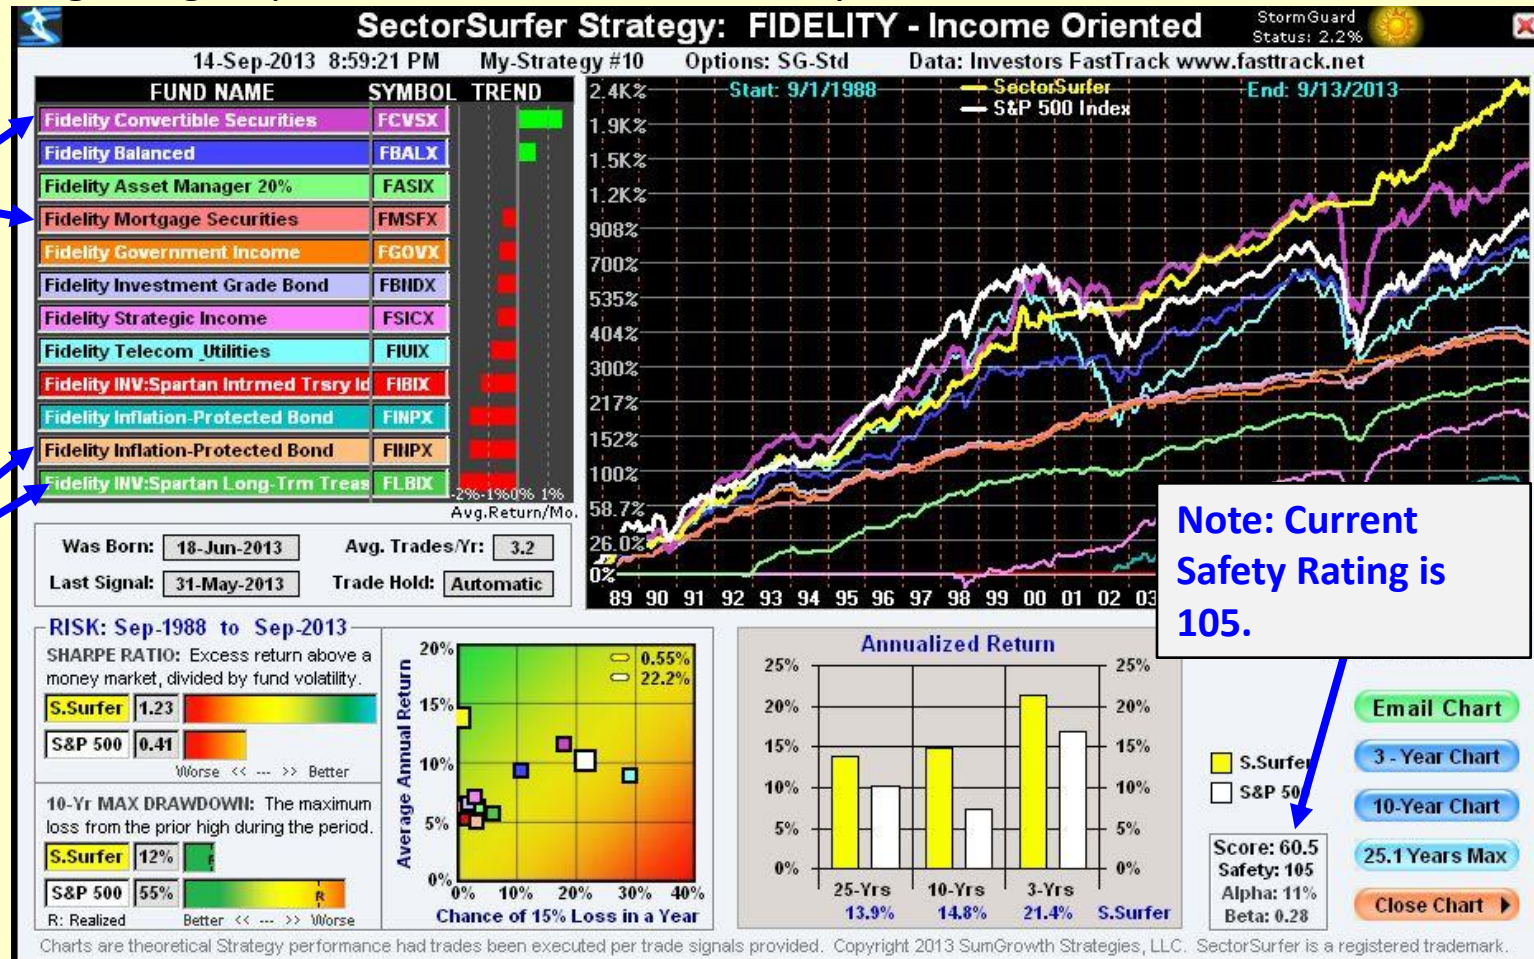 SectorSurfer Strategy: FIDELITY - Income Oriented
StormGuard
Status: 2.2%
14-Sep-2013 8:59:21 PM My-Strategy #10 Options: SG-Std Data: Investors FastTrack www.fasttrack.net
FUND NAME SYMBOL TREND
Fidelity Convertible Securities FCVSX
Fidelity Balanced FBALX
Fidelity Asset Manager 20% FASIX
Fidelity Mortgage Securities FMSFX
Fidelity Government Income FGOVX
Fidelity Investment Grade Bond FBNDX
Fidelity Strategic Income FSICX
Fidelity Telecom_Utilities FIUIX
Fidelity INV:Spartan Intrmed Trsry Id FIBIX
Fidelity Inflation-Protected Bond FINPX
Fidelity Inflation-Protected Bond FINPX
Fidelity INV:Spartan Long-Trm Treas FLBIX
-2% -1% 0% 1%
Avg.Return/Mo.
Start: 9/1/1988
SectorSurfer
S&P 500 Index
End: 9/13/2013
2.4K%
1.9K%
1.5K%
1.2K%
908%
700%
535%
404%
300%
217%
152%
100%
58.7%
26.0%
0%
89 90 91 92 93 94 95 96 97 98 99 00 01 02 03
Note: Current
Safety Rating is
105.
Was Born: 18-Jun-2013 Avg. Trades/Yr: 3.2
Last Signal: 31-May-2013 Trade Hold: Automatic
RISK: Sep-1988 to Sep-2013
SHARPE RATIO: Excess return above a
money market, divided by fund volatility.
S.Surfer 1.23
S&P 500 0.41
Worse << --- >> Better
10-Yr MAX DRAWDOWN: The maximum
loss from the prior high during the period.
S.Surfer 12%
S&P 500 55% R
R: Realized Better << --- >> Worse
Average Annual Return
20%
15%
10%
5%
0%
0.55%
22.2%
0% 10% 20% 30% 40%
Chance of 15% Loss in a Year
Annualized Return
25% 25%
20% 20%
15% 15%
10% 10%
5% 5%
0% 0%
25-Yrs 10-Yrs 3-Yrs
13.9% 14.8% 21.4% S.Surfer
S.Surfer
S&P 50
Score: 60.5
Safety: 105
Alpha: 11%
Beta: 0.28
Email Chart
3 - Year Chart
10-Year Chart
25.1 Years Max
Close Chart
Charts are theoretical Strategy performance had trades been executed per trade signals provided. Copyright 2013 SumGrowth Strategies, LLC. SectorSurfer is a registered trademark.